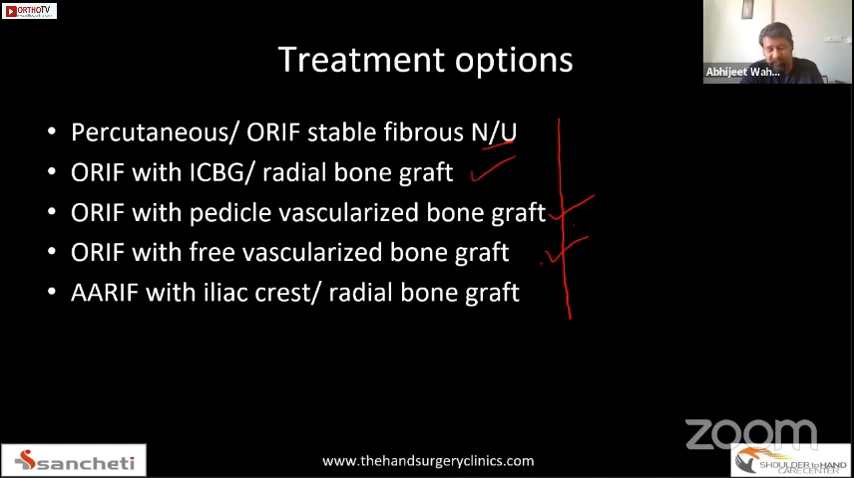 ORTHOTV
Treatment options
Abhijeet Wah...
• Percutaneous/ ORIF stable fibrous N/U
• ORIF with ICBG/ radial bone graft
• ORIF with pedicle vascularized bone graft
• ORIF with free vascularized bone graft
• AARIF with iliac crest/ radial bone graft
zoom
sancheti
www.thehandsurgeryclinics.com
SHOULDER to HAND
CARE CENTER